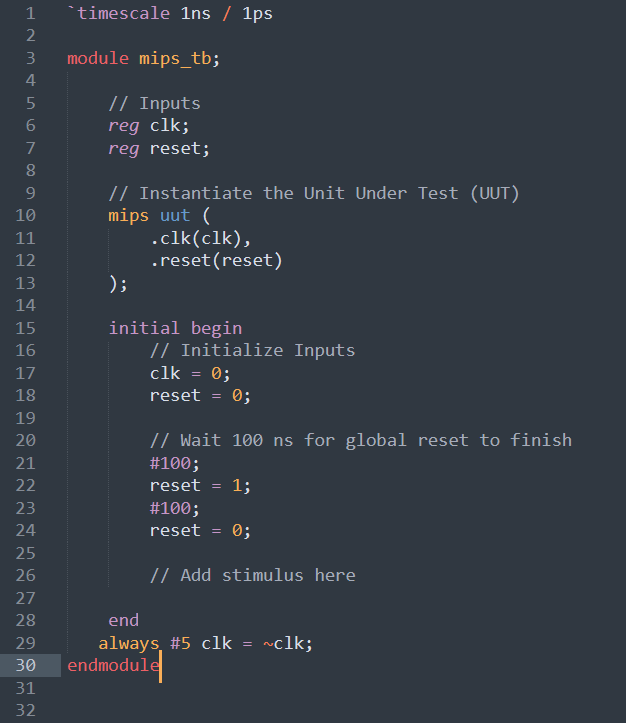 1 `timescale 1ns / 1ps
2
3 module mips_tb;
4
5     // Inputs
6     reg clk;
7     reg reset;
8
9     // Instantiate the Unit Under Test (UUT)
10     mips uut (
11         .clk(clk),
12         .reset(reset)
13     );
14
15     initial begin
16         // Initialize Inputs
17         clk = 0;
18         reset = 0;
19
20         // Wait 100 ns for global reset to finish
21         #100;
22         reset = 1;
23         #100;
24         reset = 0;
25
26         // Add stimulus here
27
28     end
29    always #5 clk = ~clk;
30 endmodule
31
32